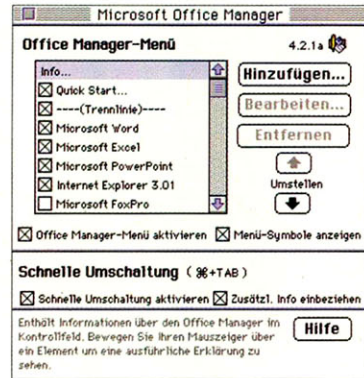 Microsoft Office Manager
Office Manager-Menü 4.2.1a
Info...
Quick Start...
----(Trennlinie)----
Microsoft Word
Microsoft Excel
Microsoft PowerPoint
Internet Explorer 3.01
Microsoft FoxPro
Hinzufügen...
Bearbeiten...
Entfernen
Umstellen
Office Manager-Menü aktivieren Menü-Symbole anzeigen
Schnelle Umschaltung (⌘+TAB)
Schnelle Umschaltung aktivieren Zusätzl. Info einbeziehen
Enthält Informationen über den Office Manager im
Kontrollfeld. Bewegen Sie Ihren Mauszeiger über
ein Element um eine ausführliche Erklärung zu
sehen.
Hilfe